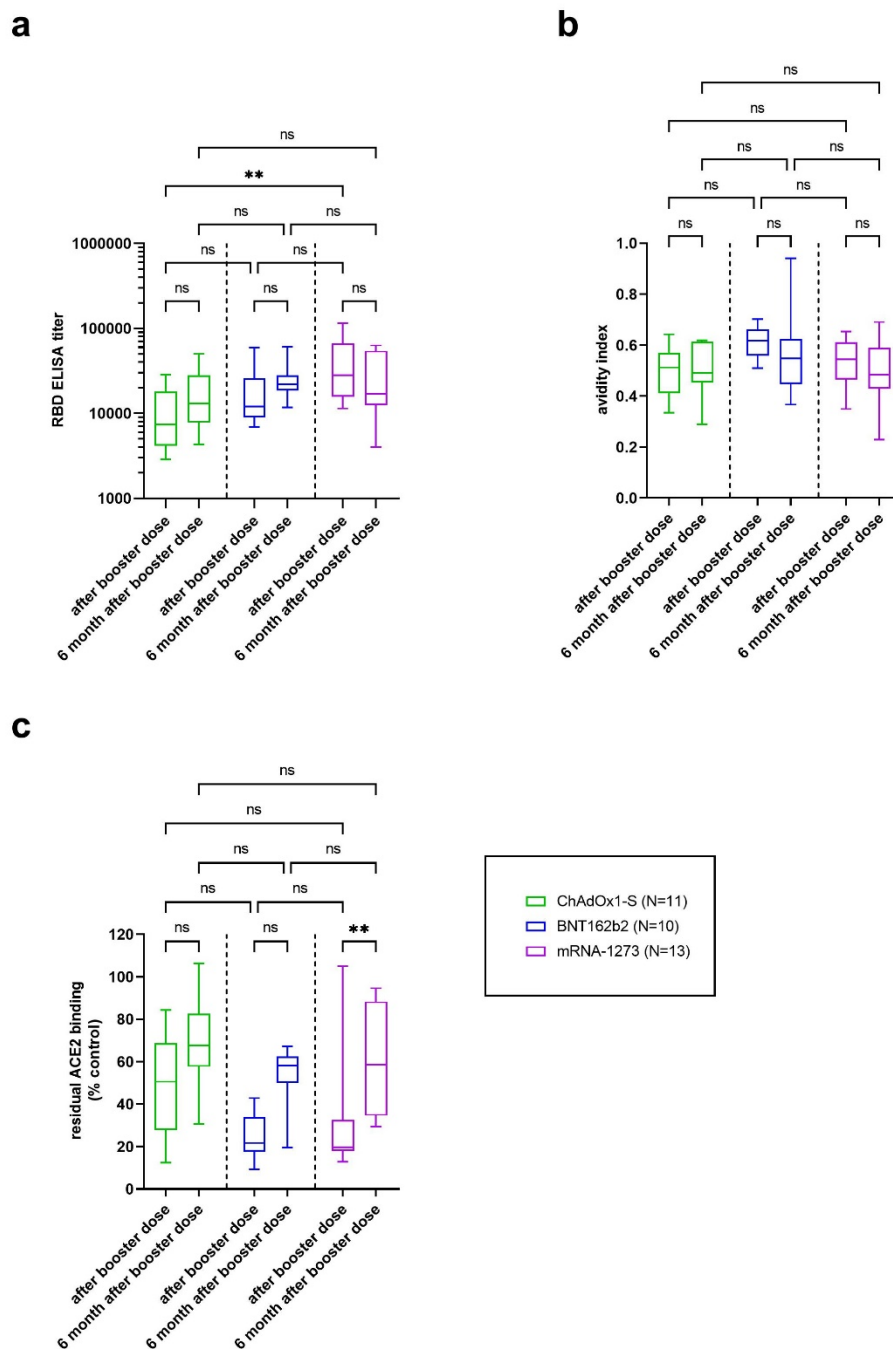 a
ns
**
ns
ns
ns
ns
ns
ns
ns
1000000
100000
10000
1000
RBD ELISA titer
after booster dose
6 month after booster dose
after booster dose
6 month after booster dose
after booster dose
6 month after booster dose
b
ns
ns
ns
ns
ns
ns
ns
ns
ns
1.0
0.8
0.6
0.4
0.2
0.0
avidity index
after booster dose
6 month after booster dose
after booster dose
6 month after booster dose
after booster dose
6 month after booster dose
c
ns
ns
ns
ns
ns
ns
ns
ns
**
120
100
80
60
40
20
0
residual ACE2 binding
(% control)
after booster dose
6 month after booster dose
after booster dose
6 month after booster dose
after booster dose
6 month after booster dose
ChAdOx1-S (N=11)
BNT162b2 (N=10)
mRNA-1273 (N=13)